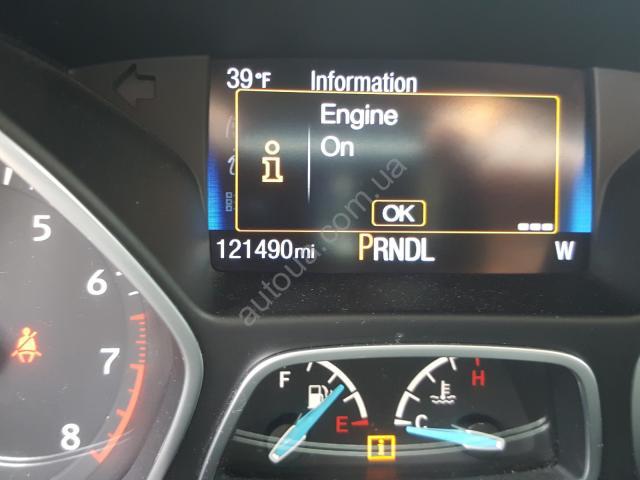 39°F Information
Engine
On
OK
121490mi PRNDL W
5
6
7
8
F
E
C
H
autoua.com.ua